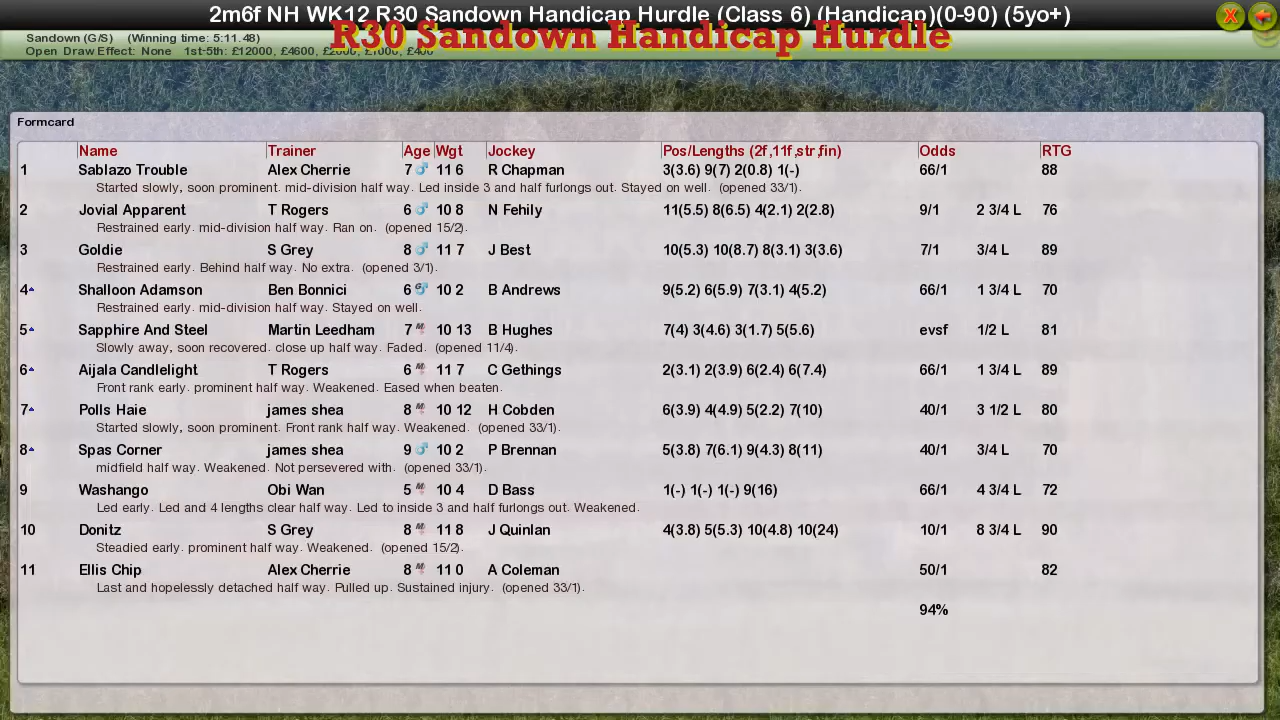 2m6f NH WK12 R30 Sandown Handicap Hurdle (Class 6) (Handicap)(0-90) (5yo+)
R30 Sandown Handicap Hurdle
Sandown (G/S) (Winning time: 5:11.48)
Open Draw Effect: None 1st-5th: £12000, £4600, £2000, £1000, £400
Formcard
Name Trainer Age Wgt Jockey Pos/Lengths (2f,11f,str,fin) Odds RTG
1 Sablazo Trouble Alex Cherrie 7 11 6 R Chapman 3(3.6) 9(7) 2(0.8) 1(-) 66/1 88
Started slowly, soon prominent. mid-division half way. Led inside 3 and half furlongs out. Stayed on well. (opened 33/1).
2 Jovial Apparent T Rogers 6 10 8 N Fehily 11(5.5) 8(6.5) 4(2.1) 2(2.8) 9/1 2 3/4 L 76
Restrained early. mid-division half way. Ran on. (opened 15/2).
3 Goldie S Grey 8 11 7 J Best 10(5.3) 10(8.7) 8(3.1) 3(3.6) 7/1 3/4 L 89
Restrained early. Behind half way. No extra. (opened 3/1).
4 Shalloon Adamson Ben Bonnici 6 10 2 B Andrews 9(5.2) 6(5.9) 7(3.1) 4(5.2) 66/1 1 3/4 L 70
Restrained early. mid-division half way. Stayed on well.
5 Sapphire And Steel Martin Leedham 7 10 13 B Hughes 7(4) 3(4.6) 3(1.7) 5(5.6) evsf 1/2 L 81
Slowly away, soon recovered. close up half way. Faded. (opened 11/4).
6 Aijala Candlelight T Rogers 6 11 7 C Gethings 2(3.1) 2(3.9) 6(2.4) 6(7.4) 66/1 1 3/4 L 89
Front rank early. prominent half way. Weakened. Eased when beaten.
7 Polls Haie james shea 8 10 12 H Cobden 6(3.9) 4(4.9) 5(2.2) 7(10) 40/1 3 1/2 L 80
Started slowly, soon prominent. Front rank half way. Weakened. (opened 33/1).
8 Spas Corner james shea 9 10 2 P Brennan 5(3.8) 7(6.1) 9(4.3) 8(11) 40/1 3/4 L 70
midfield half way. Weakened. Not persevered with. (opened 33/1).
9 Washango Obi Wan 5 10 4 D Bass 1(-) 1(-) 1(-) 9(16) 66/1 4 3/4 L 72
Led early. Led and 4 lengths clear half way. Led to inside 3 and half furlongs out. Weakened.
10 Donitz S Grey 8 11 8 J Quinlan 4(3.8) 5(5.3) 10(4.8) 10(24) 10/1 8 3/4 L 90
Steadied early. prominent half way. Weakened. (opened 15/2).
11 Ellis Chip Alex Cherrie 8 11 0 A Coleman 50/1 82
Last and hopelessly detached half way. Pulled up. Sustained injury. (opened 33/1).
94%